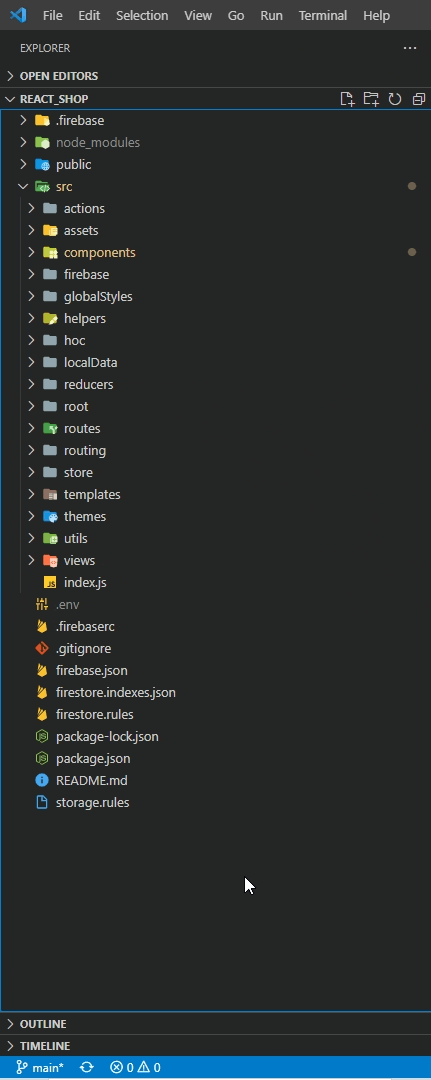 File Edit Selection View Go Run Terminal Help
EXPLORER ...
OPEN EDITORS
REACT_SHOP
.firebase
node_modules
public
src
actions
assets
components
firebase
globalStyles
helpers
hoc
localData
reducers
root
routes
routing
store
templates
themes
utils
views
JS index.js
.env
.firebaserc
.gitignore
firebase.json
firestore.indexes.json
firestore.rules
package-lock.json
package.json
README.md
storage.rules
OUTLINE
TIMELINE
main* 0 0